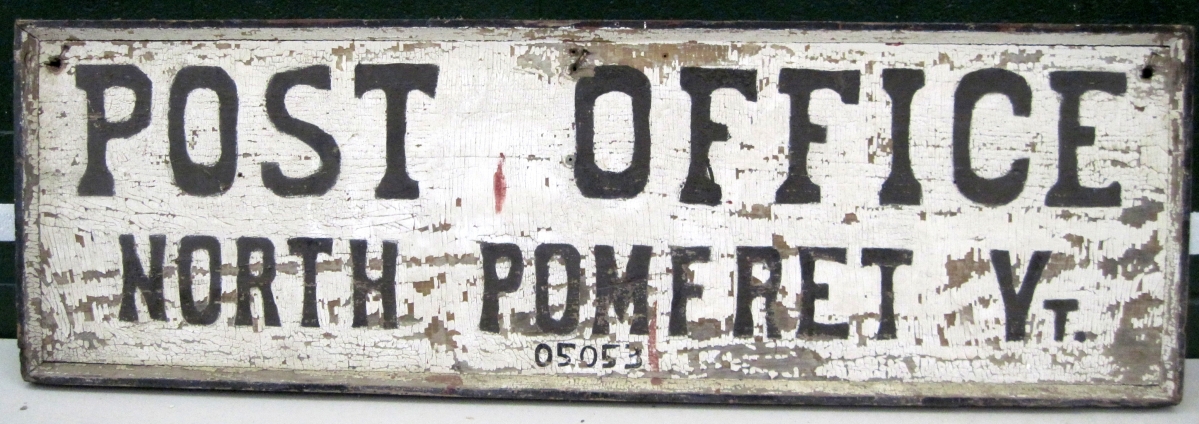 POST OFFICE
NORTH POMFRET VT.
05053